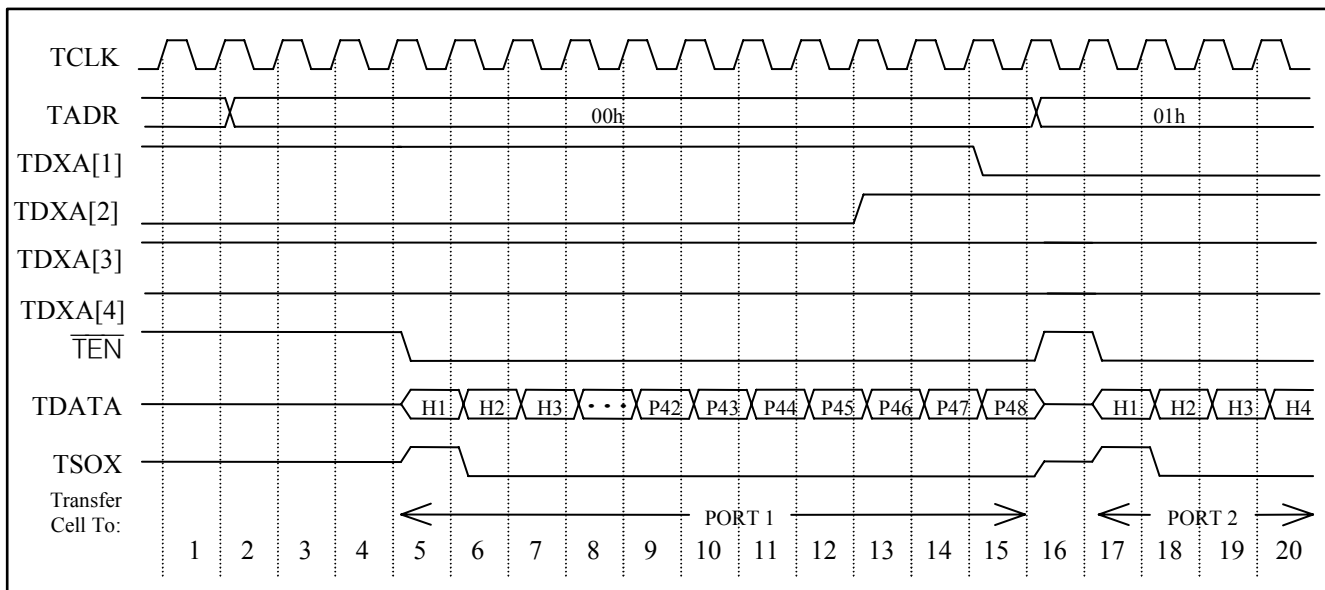 TCLK
TADR 00h 01h
TDXA[1]
TDXA[2]
TDXA[3]
TDXA[4]
TEN
TDATA H1 H2 H3 • • • P42 P43 P44 P45 P46 P47 P48 H1 H2 H3 H4
TSOX
Transfer
Cell To: PORT 1 PORT 2
1 2 3 4 5 6 7 8 9 10 11 12 13 14 15 16 17 18 19 20